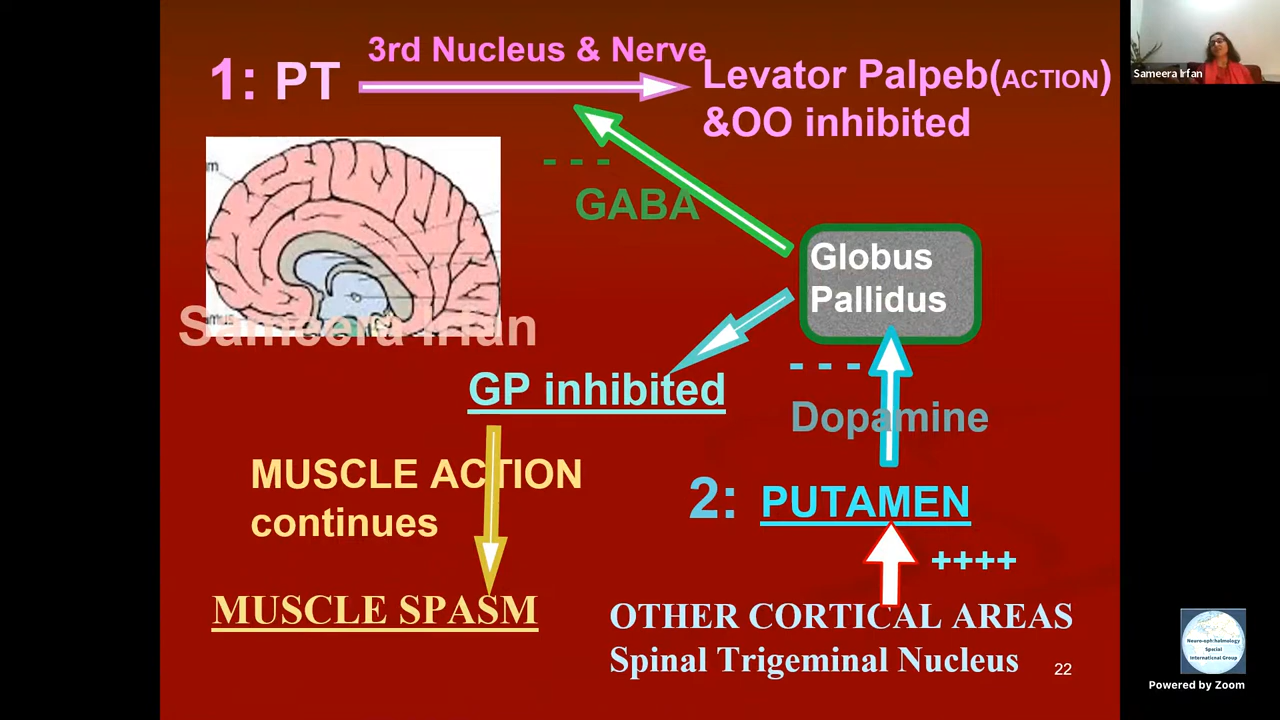 3rd Nucleus & Nerve
1: PT
Levator Palpeb(ACTION)
&OO inhibited
- - -
GABA
Globus
Pallidus
Sameera Irfan
GP inhibited
- - -
Dopamine
MUSCLE ACTION
continues
2: PUTAMEN
++++
MUSCLE SPASM
OTHER CORTICAL AREAS
Spinal Trigeminal Nucleus
22
Sameera Irfan
Neuro-ophthalmology
Special
International Group
Powered by Zoom